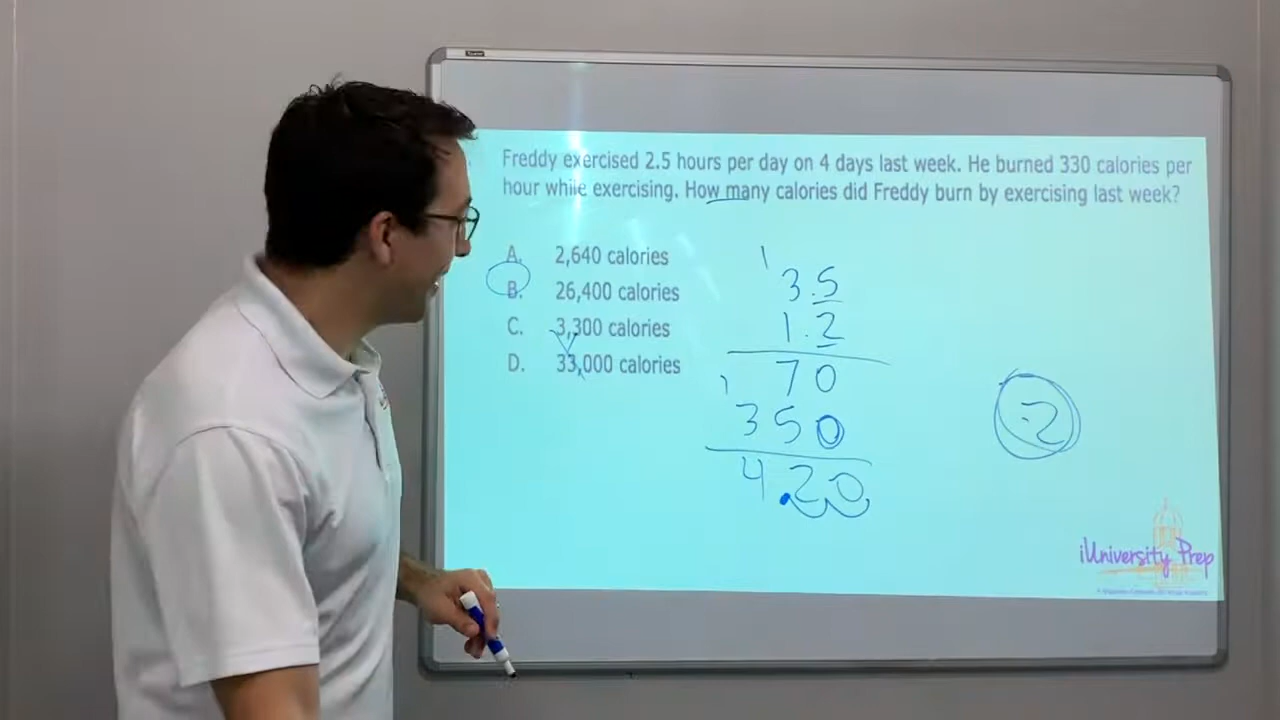 Freddy exercised 2.5 hours per day on 4 days last week. He burned 330 calories per
hour while exercising. How many calories did Freddy burn by exercising last week?
A. 2,640 calories
B. 26,400 calories
C. 3,300 calories
D. 33,000 calories
1
3.5
1.2
70
1
350
4.20
.2
iUniversity Prep